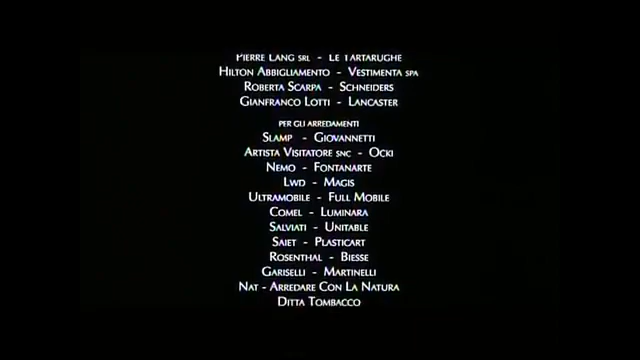 PIERRE LANG SRL - LE TARTARUGHE
HILTON ABBIGLIAMENTO - VESTIMENTA SPA
ROBERTA SCARPA - SCHNEIDERS
GIANFRANCO LOTTI - LANCASTER
PER GLI ARREDAMENTI
SLAMP - GIOVANNETTI
ARTISTA VISITATORE SNC - OCKI
NEMO - FONTANARTE
LWD - MAGIS
ULTRAMOBILE - FULL MOBILE
COMEL - LUMINARA
SALVIATI - UNITABLE
SAIET - PLASTICART
ROSENTHAL - BIESSE
GARISELLI - MARTINELLI
NAT - ARREDARE CON LA NATURA
DITTA TOMBACCO